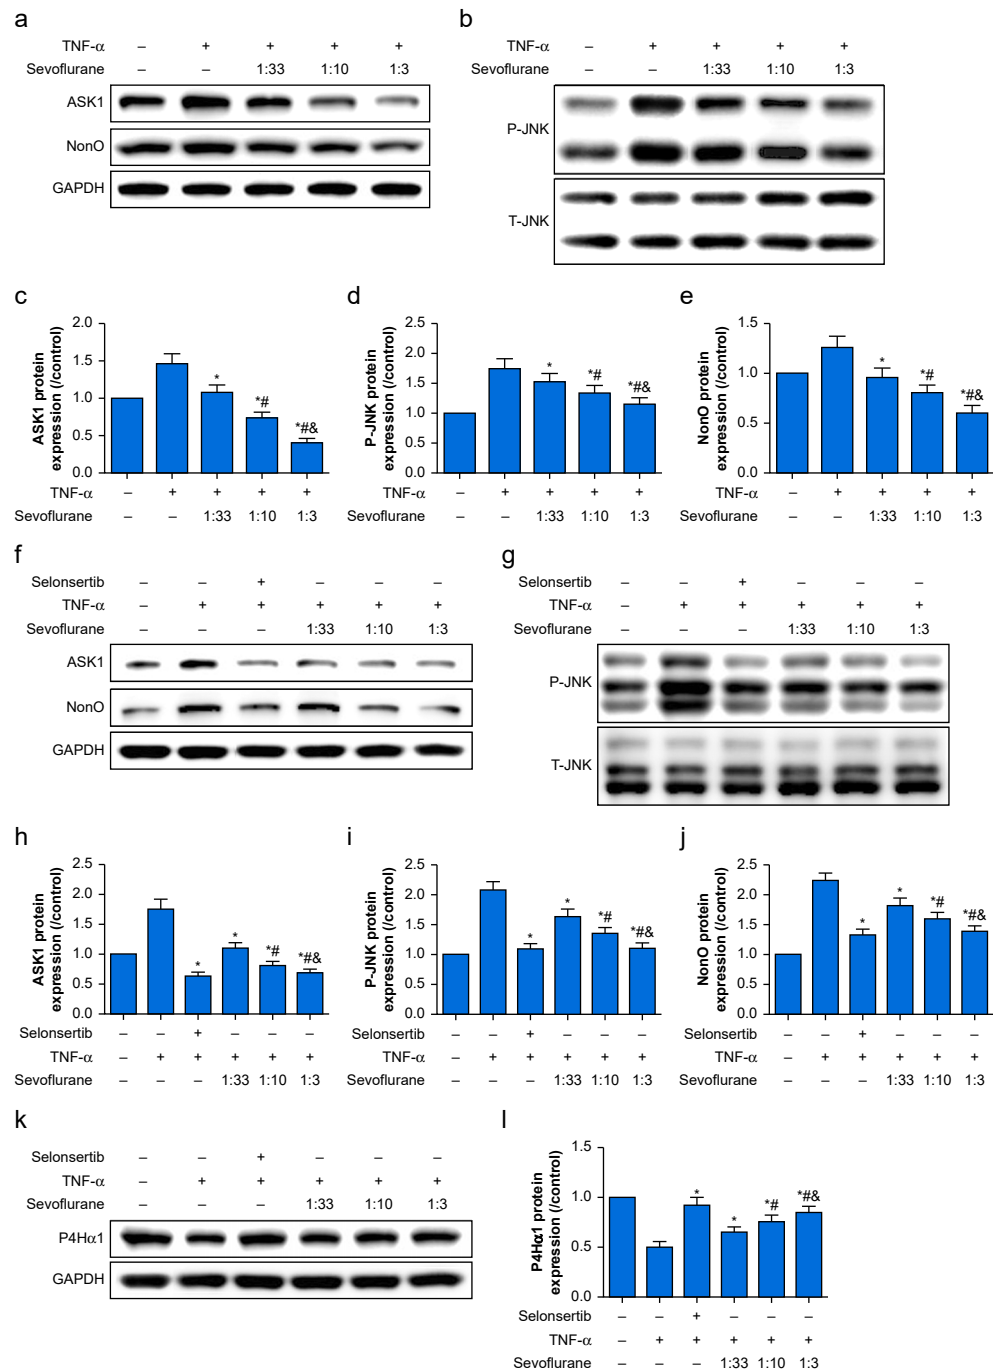 a
TNF-α – + + + +
Sevoflurane – – 1:33 1:10 1:3
ASK1
NonO
GAPDH
b
TNF-α – + + + +
Sevoflurane – – 1:33 1:10 1:3
P-JNK
T-JNK
c
ASK1 protein
expression (/control)
2.0
1.5
1.0
0.5
0.0
*
*#
*#&
TNF-α – + + + +
Sevoflurane – – 1:33 1:10 1:3
d
P-JNK protein
expression (/control)
2.5
2.0
1.5
1.0
0.5
0.0
*
*#
*#&
TNF-α – + + + +
Sevoflurane – – 1:33 1:10 1:3
e
NonO protein
expression (/control)
1.5
1.0
0.5
0.0
*
*#
*#&
TNF-α – + + + +
Sevoflurane – – 1:33 1:10 1:3
f
Selonsertib – – + – – –
TNF-α – + + + + +
Sevoflurane – – – 1:33 1:10 1:3
ASK1
NonO
GAPDH
g
Selonsertib – – + – – –
TNF-α – + + + + +
Sevoflurane – – – 1:33 1:10 1:3
P-JNK
T-JNK
h
ASK1 protein
expression (/control)
2.5
2.0
1.5
1.0
0.5
0.0
*
*
*#
*#&
Selonsertib – – + – – –
TNF-α – + + + + +
Sevoflurane – – – 1:33 1:10 1:3
i
P-JNK protein
expression (/control)
2.5
2.0
1.5
1.0
0.5
0.0
*
*
*#
*#&
Selonsertib – – + – – –
TNF-α – + + + + +
Sevoflurane – – – 1:33 1:10 1:3
j
NonO protein
expression (/control)
2.5
2.0
1.5
1.0
0.5
0.0
*
*
*#
*#&
Selonsertib – – + – – –
TNF-α – + + + + +
Sevoflurane – – – 1:33 1:10 1:3
k
Selonsertib – – + – – –
TNF-α – + + + + +
Sevoflurane – – – 1:33 1:10 1:3
P4Hα1
GAPDH
l
P4Hα1 protein
expression (/control)
1.5
1.0
0.5
0.0
*
*
*#
*#&
Selonsertib – – + – – –
TNF-α – + + + + +
Sevoflurane – – – 1:33 1:10 1:3